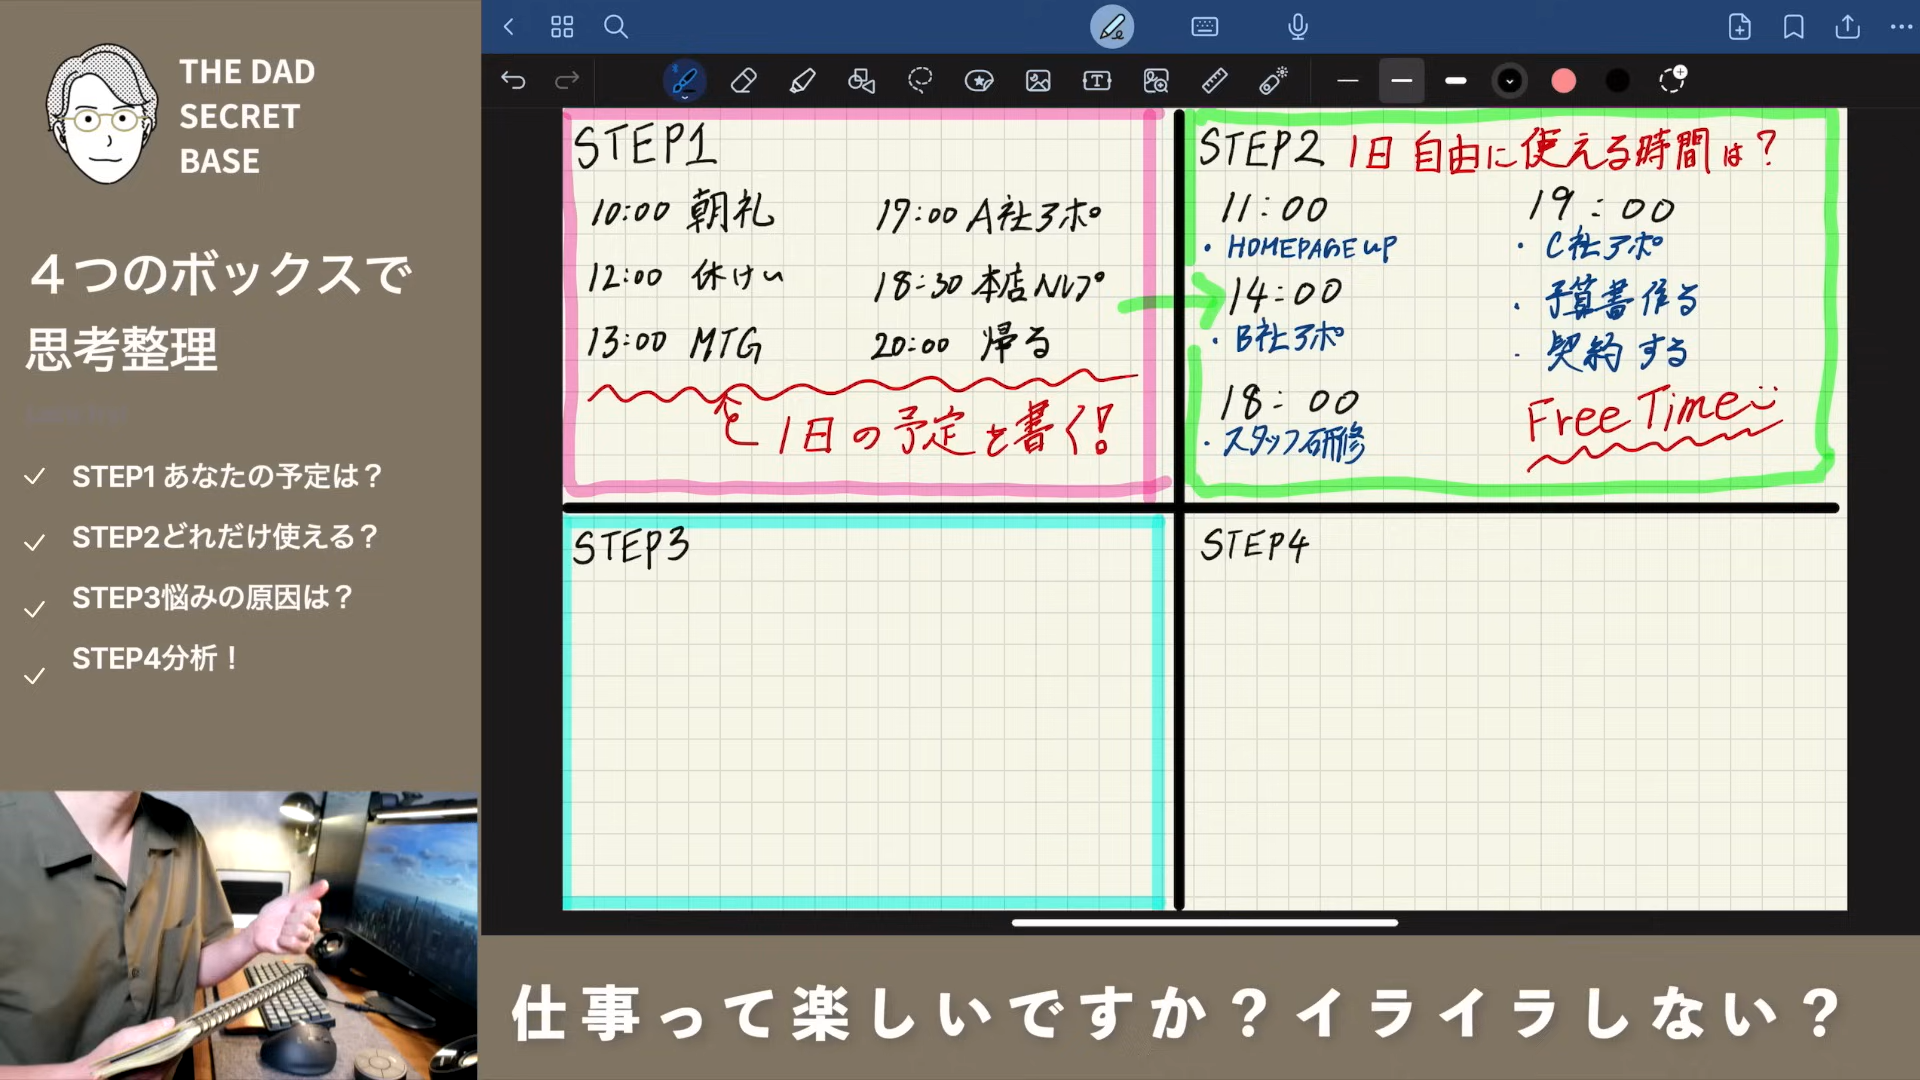 THE DAD
SECRET
BASE
4つのボックスで
思考整理
STEP1 あなたの予定は？
STEP2どれだけ使える？
STEP3悩みの原因は？
STEP4分析！
STEP1
10:00 朝礼
12:00 休けい
13:00 MTG
17:00 A社アポ
18:30 本店ヘルプ
20:00 帰る
1日の予定を書く!
STEP2 1日自由に使える時間は？
11:00
・HOMEPAGE UP
14:00
・B社アポ
18:00
・スタッフ研修
19:00
・C社アポ
・予算書作る
・契約する
Free Time
STEP3
STEP4
仕事って楽しいですか？イライラしない？